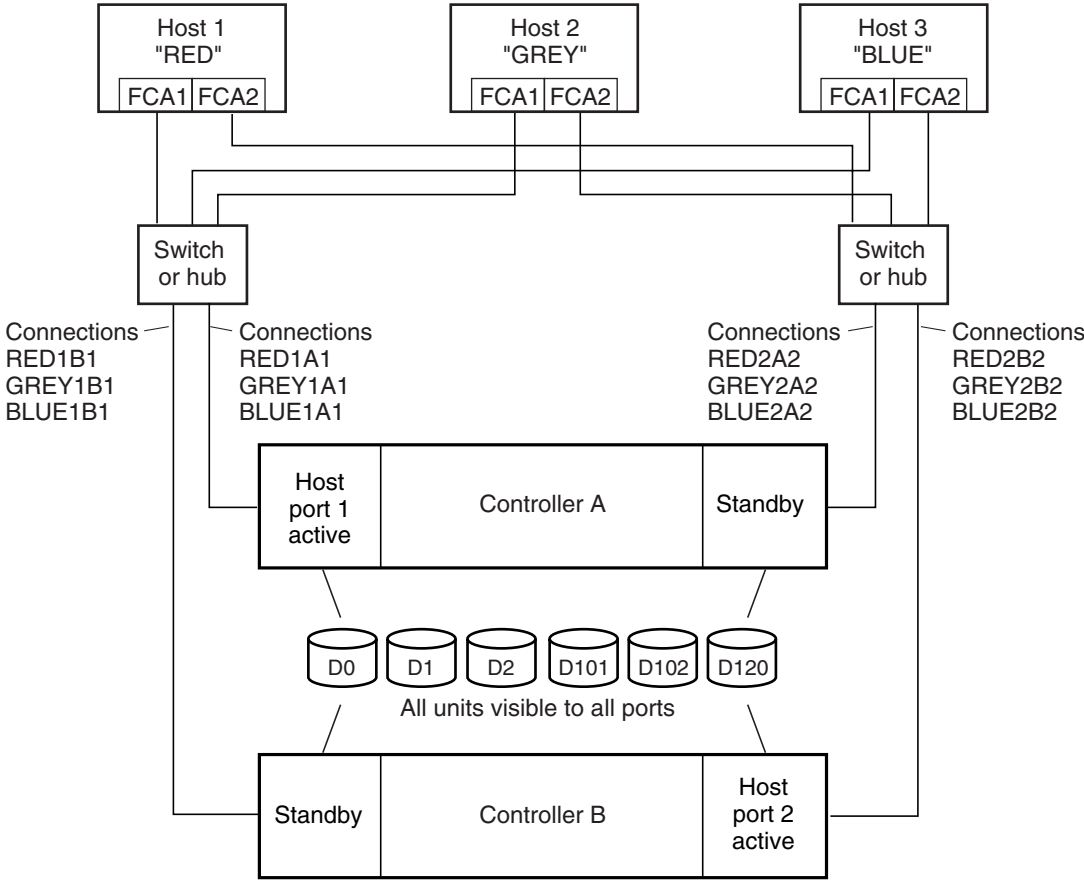 Host 1
"RED"
FCA1 FCA2
Host 2
"GREY"
FCA1 FCA2
Host 3
"BLUE"
FCA1 FCA2
Switch
or hub
Switch
or hub
Connections
RED1B1
GREY1B1
BLUE1B1
Connections
RED1A1
GREY1A1
BLUE1A1
Connections
RED2A2
GREY2A2
BLUE2A2
Connections
RED2B2
GREY2B2
BLUE2B2
Host
port 1
active
Controller A
Standby
D0 D1 D2 D101 D102 D120
All units visible to all ports
Standby
Controller B
Host
port 2
active